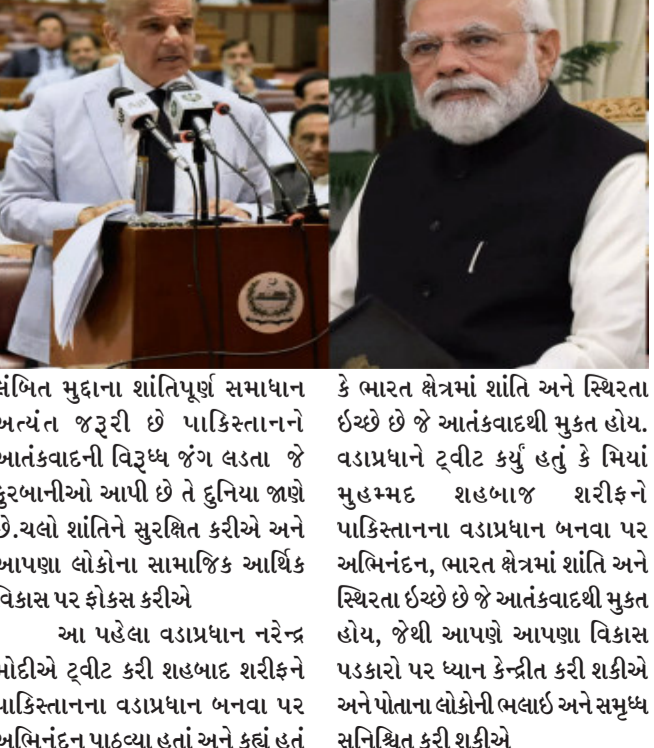 લંબિત મુદ્દાના શાંતિપૂર્ણ સમાધાન
અત્યંત જરૂરી છે પાકિસ્તાનને
આતંકવાદની વિરૂધ્ધ જંગ લડતા જે
કુરબાનીઓ આપી છે તે દુનિયા જાણે
છે.ચલો શાંતિને સુરક્ષિત કરીએ અને
આપણા લોકોના સામાજિક આર્થિક
વિકાસ પર ફોકસ કરીએ
આ પહેલા વડાપ્રધાન નરેન્દ્ર
મોદીએ ટ્વીટ કરી શહબાદ શરીફને
પાકિસ્તાનના વડાપ્રધાન બનવા પર
અભિનંદન પાઠવ્યા હતાં અને કહ્યું હતું
કે ભારત ક્ષેત્રમાં શાંતિ અને સ્થિરતા
ઇચ્છે છે જે આતંકવાદથી મુકત હોય.
વડાપ્રધાને ટ્વીટ કર્યું હતું કે મિયાં
મુહમ્મદ શહબાજ શરીફને
પાકિસ્તાનના વડાપ્રધાન બનવા પર
અભિનંદન, ભારત ક્ષેત્રમાં શાંતિ અને
સ્થિરતા ઇચ્છે છે જે આતંકવાદથી મુકત
હોય, જેથી આપણે આપણા વિકાસ
પડકારો પર ધ્યાન કેન્દ્રીત કરી શકીએ
અને પોતાના લોકોની ભલાઇ અને સમૃધ્ધ
સુનિશ્ચિત કરી શકીએ